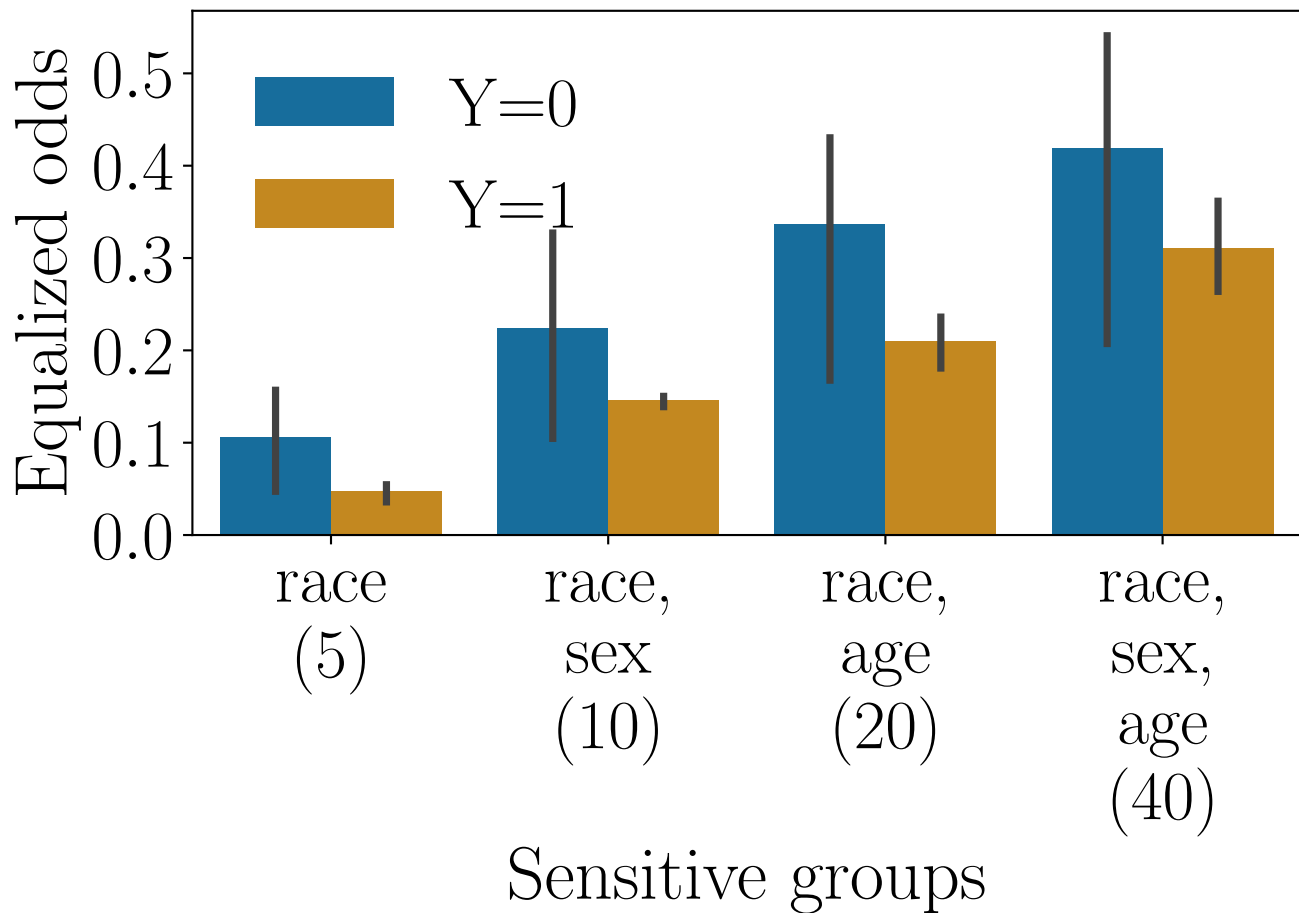 Equalized odds
0.5
0.4
0.3
0.2
0.1
0.0
Y=0
Y=1
race
(5)
race,
sex
(10)
race,
age
(20)
race,
sex,
age
(40)
Sensitive groups